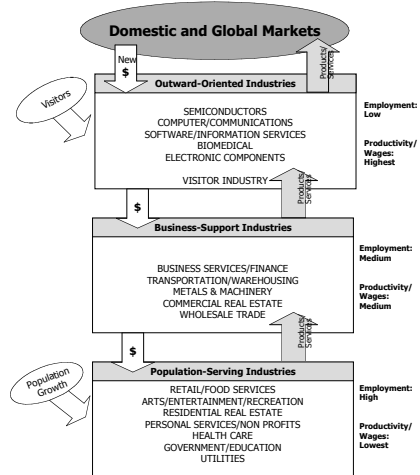 Domestic and Global Markets
New
$
Products/
Services
Outward-Oriented Industries
Visitors
SEMICONDUCTORS
COMPUTER/COMMUNICATIONS
SOFTWARE/INFORMATION SERVICES
BIOMEDICAL
ELECTRONIC COMPONENTS
VISITOR INDUSTRY
Employment:
Low
Productivity/
Wages:
Highest
$
Products/
Services
Business-Support Industries
BUSINESS SERVICES/FINANCE
TRANSPORTATION/WAREHOUSING
METALS & MACHINERY
COMMERCIAL REAL ESTATE
WHOLESALE TRADE
Employment:
Medium
Productivity/
Wages:
Medium
$
Products/
Services
Population-Serving Industries
Population
Growth
RETAIL/FOOD SERVICES
ARTS/ENTERTAINMENT/RECREATION
RESIDENTIAL REAL ESTATE
PERSONAL SERVICES/NON PROFITS
HEALTH CARE
GOVERNMENT/EDUCATION
UTILITIES
Employment:
High
Productivity/
Wages:
Lowest